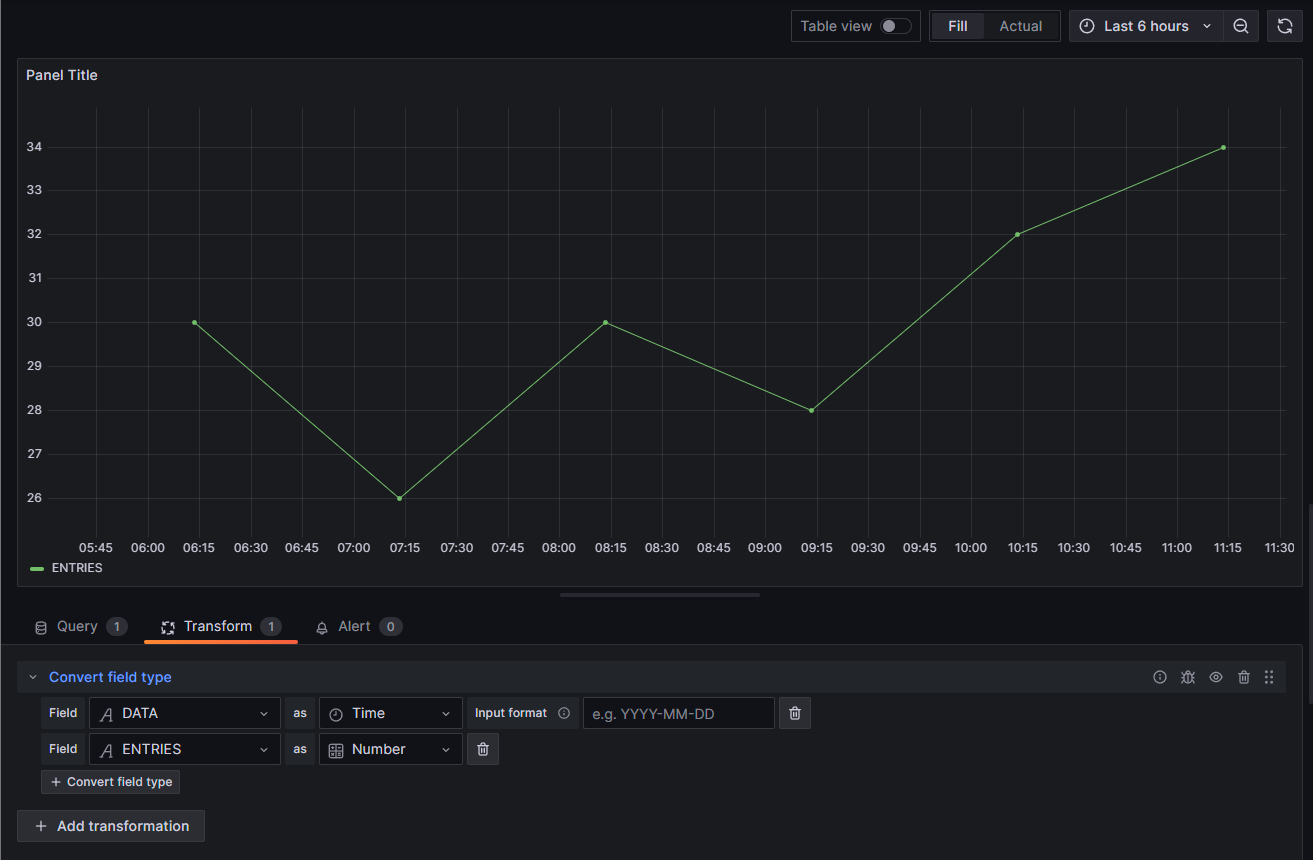 Table view Fill Actual Last 6 hours
Panel Title
34
33
32
31
30
29
28
27
26
05:45 06:00 06:15 06:30 06:45 07:00 07:15 07:30 07:45 08:00 08:15 08:30 08:45 09:00 09:15 09:30 09:45 10:00 10:15 10:30 10:45 11:00 11:15 11:30
ENTRIES
Query 1 Transform 1 Alert 0
Convert field type
Field DATA as Time Input format e.g. YYYY-MM-DD
Field ENTRIES as Number
+ Convert field type
+ Add transformation